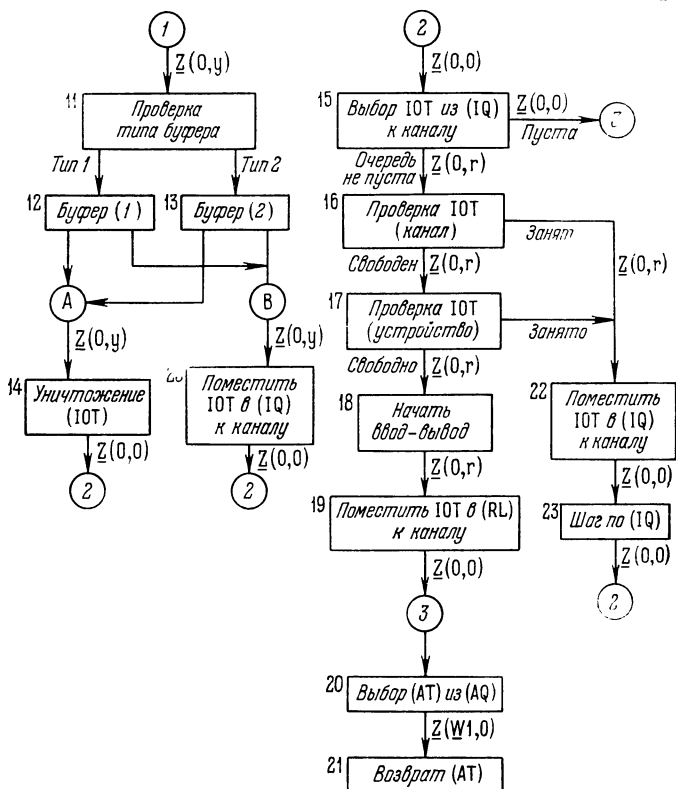 1
Z(0,y)
11
Проверка
типа буфера
Тип 1
Тип 2
12
Буфер (1)
13
Буфер (2)
A
B
Z(0,y)
Z(0,y)
14
Уничтожение
(IOT)
Поместить
IOT в (IQ)
к каналу
Z(0,0)
Z(0,0)
2
2
2
Z(0,0)
15
Выбор IOT из (IQ)
к каналу
Z(0,0)
Пуста
3
Очередь
не пуста
Z(0,r)
16
Проверка IOT
(канал)
Занят
Z(0,r)
Свободен
Z(0,r)
17
Проверка IOT
(устройство)
Занято
Свободно
Z(0,r)
18
Начать
ввод-вывод
Z(0,r)
19
Поместить IOT в (RL)
к каналу
Z(0,0)
3
20
Выбор (AT) из (AQ)
Z(W1,0)
21
Возврат (AT)
22
Поместить
IOT в (IQ)
к каналу
Z(0,0)
23
Шаг по (IQ)
Z(0,0)
2